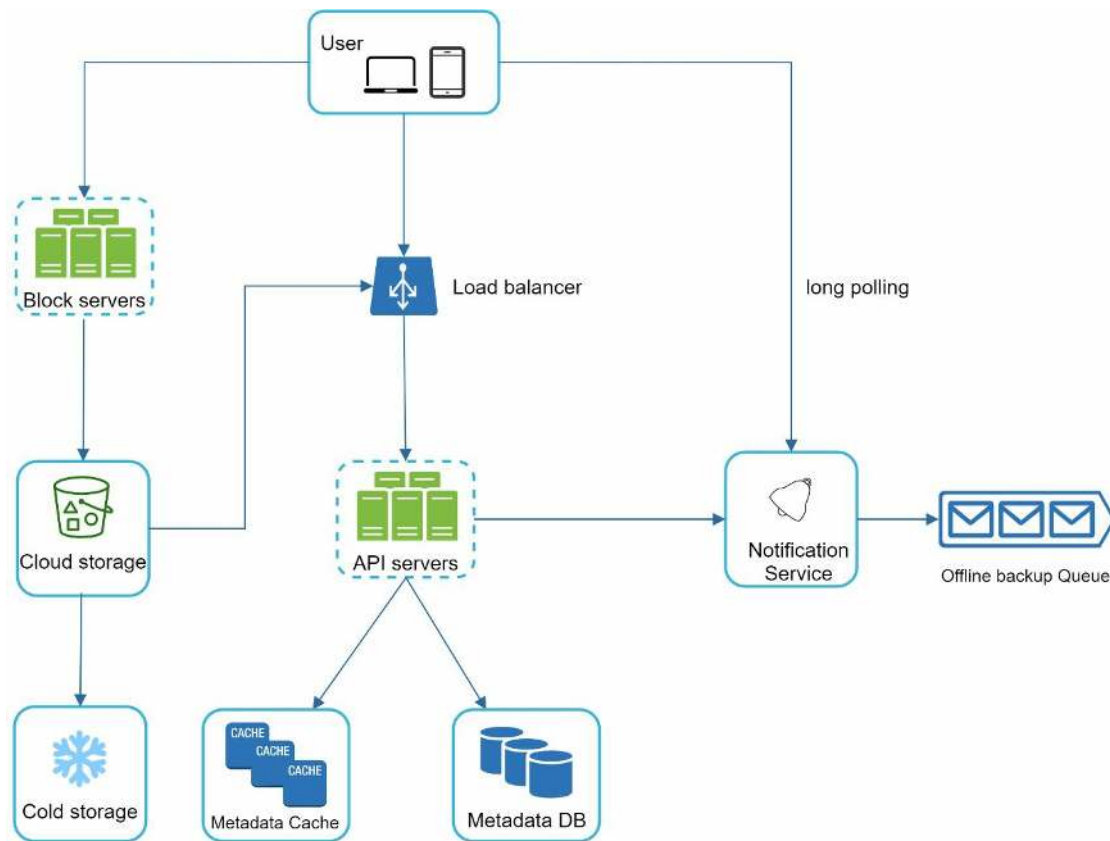 User
Block servers
Load balancer
long polling
Cloud storage
API servers
Notification
Service
Offline backup Queue
Cold storage
CACHE
CACHE
CACHE
Metadata Cache
Metadata DB